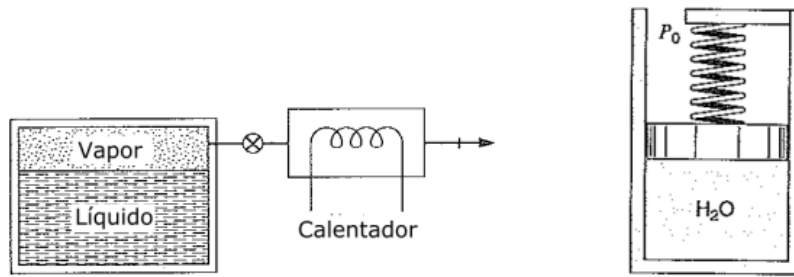 Vapor
Líquido
Calentador
P₀
H₂O